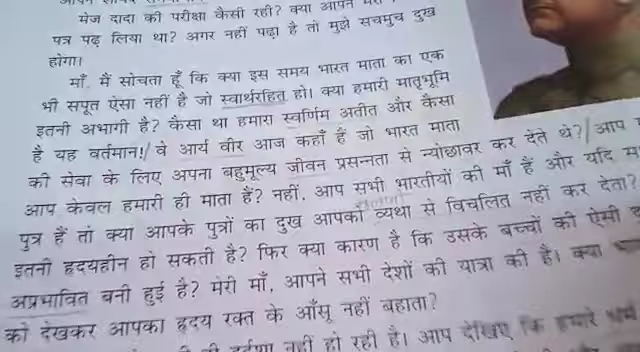 मेज दादा की परीक्षा कैसी रही? क्या आपने
पत्र पढ़ लिया था? अगर नहीं पढ़ा है तो मुझे सचमुच दुख
होगा।
माँ, मैं सोचता हूँ कि क्या इस समय भारत माता का एक
भी सपूत ऐसा नहीं है जो स्वार्थरहित हो। क्या हमारी मातृभूमि
इतनी अभागी है? कैसा था हमारा स्वर्णिम अतीत और कैसा
है यह वर्तमान!/ वे आर्य वीर आज कहाँ हैं जो भारत माता
की सेवा के लिए अपना बहुमूल्य जीवन प्रसन्नता से न्योछावर कर देते थे?/ आप
आप केवल हमारी ही माता हैं? नहीं, आप सभी भारतीयों की माँ हैं और यदि
पुत्र हैं तो क्या आपके पुत्रों का दुख आपको व्यथा से विचलित नहीं कर देता?
इतनी हृदयहीन हो सकती है? फिर क्या कारण है कि उसके बच्चों की ऐसी
अप्रभावित बनी हुई है? मेरी माँ, आपने सभी देशों की यात्रा की है। क्या
को देखकर आपका हृदय रक्त के आँसू नहीं बहाता?
दुर्दशा नहीं हो रही है। आप देखिए कि हमारे धर्म